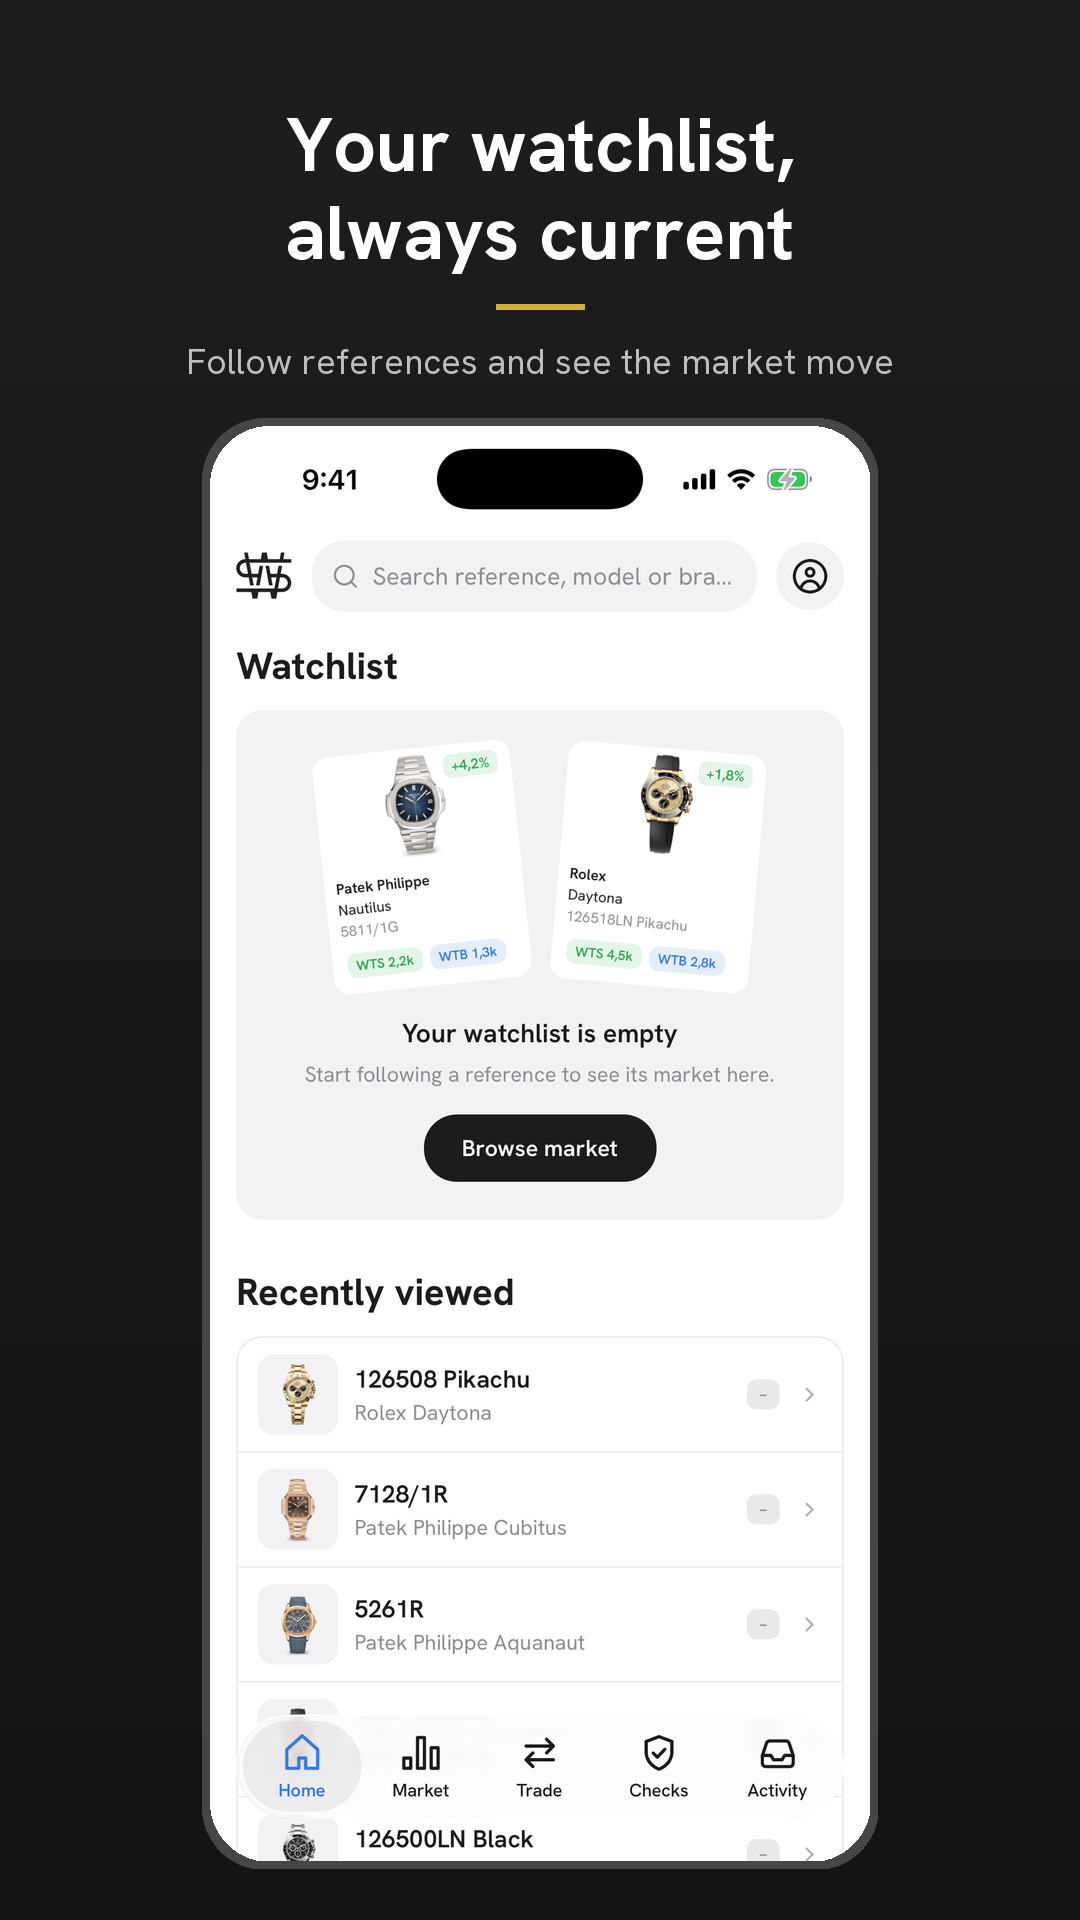 Your watchlist,
always current
Follow references and see the market move
9:41
Search reference, model or bra...
Watchlist
+4,2%
Patek Philippe
Nautilus
5811/1G
WTS 2,2k WTB 1,3k
+1,8%
Rolex
Daytona
126518LN Pikachu
WTS 4,5k WTB 2,8k
Your watchlist is empty
Start following a reference to see its market here.
Browse market
Recently viewed
126508 Pikachu
Rolex Daytona
-
7128/1R
Patek Philippe Cubitus
-
5261R
Patek Philippe Aquanaut
-
Home Market Trade Checks Activity
126500LN Black
-